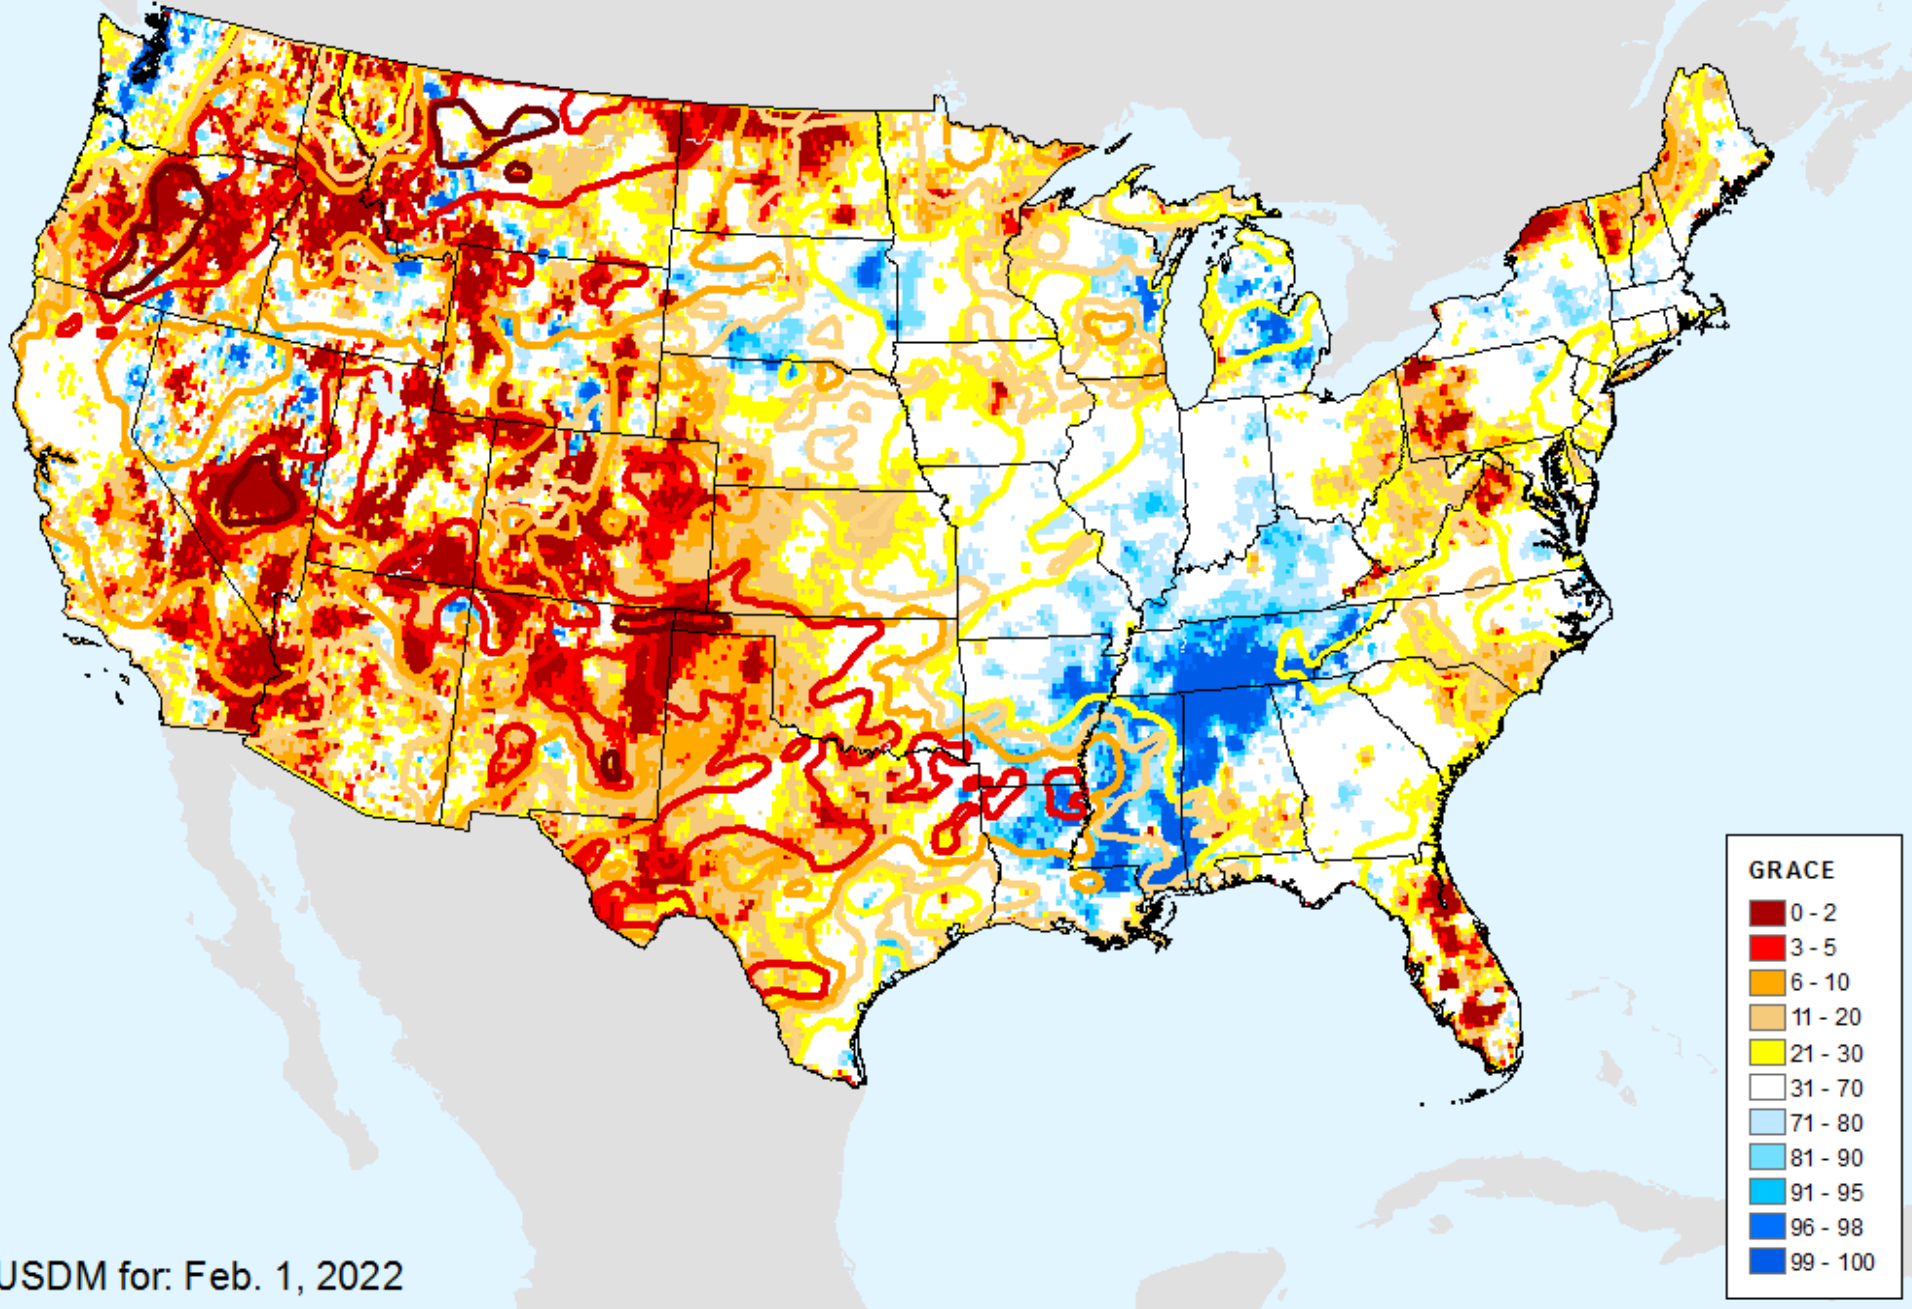 GRACE
0 - 2
3 - 5
6 - 10
11 - 20
21 - 30
31 - 70
71 - 80
81 - 90
91 - 95
96 - 98
99 - 100
USDM for: Feb. 1, 2022